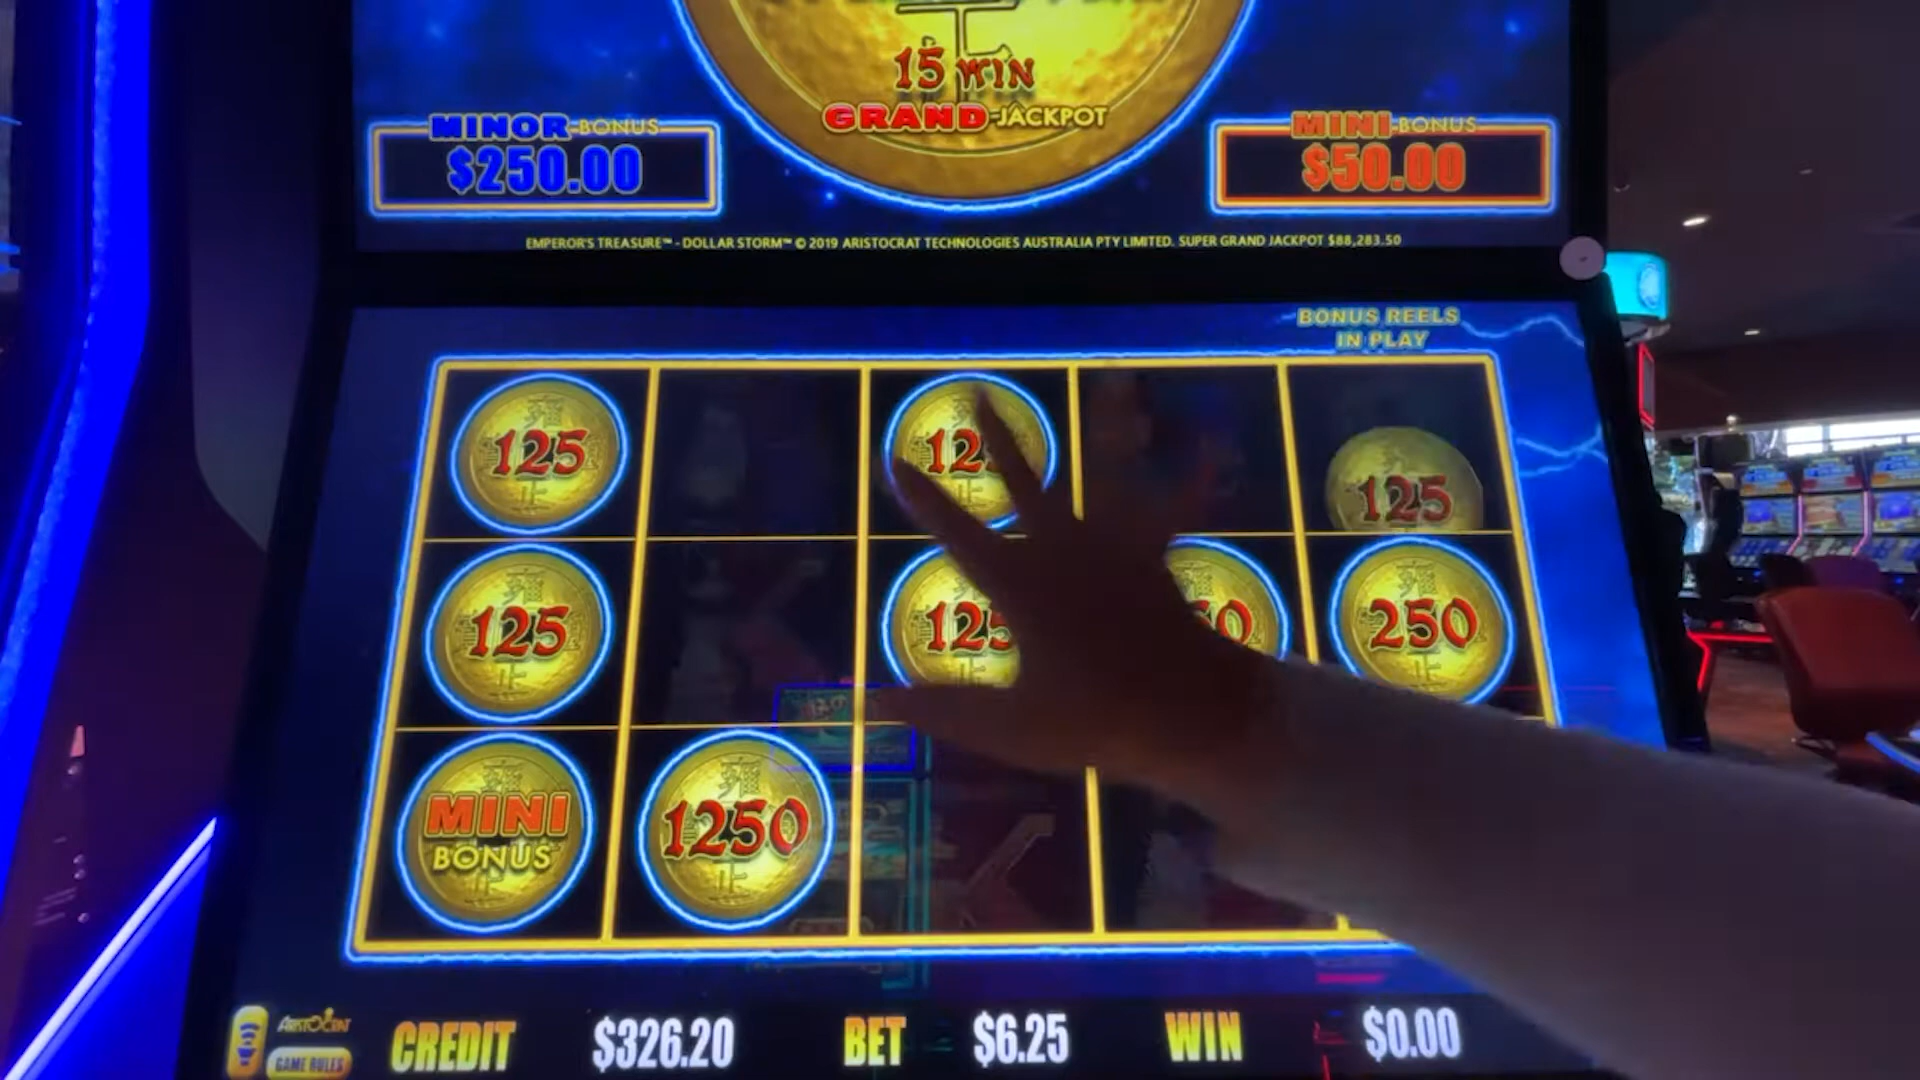 15 WIN
GRAND JACKPOT
MINOR BONUS
$250.00
MINI BONUS
$50.00
EMPEROR'S TREASURE™ - DOLLAR STORM™ © 2019 ARISTOCRAT TECHNOLOGIES AUSTRALIA PTY LIMITED. SUPER GRAND JACKPOT $88,283.50
BONUS REELS
IN PLAY
125
125
125
125
250
MINI
BONUS
1250
ARISTOCRAT
GAME RULES
CREDIT $326.20 BET $6.25 WIN $0.00